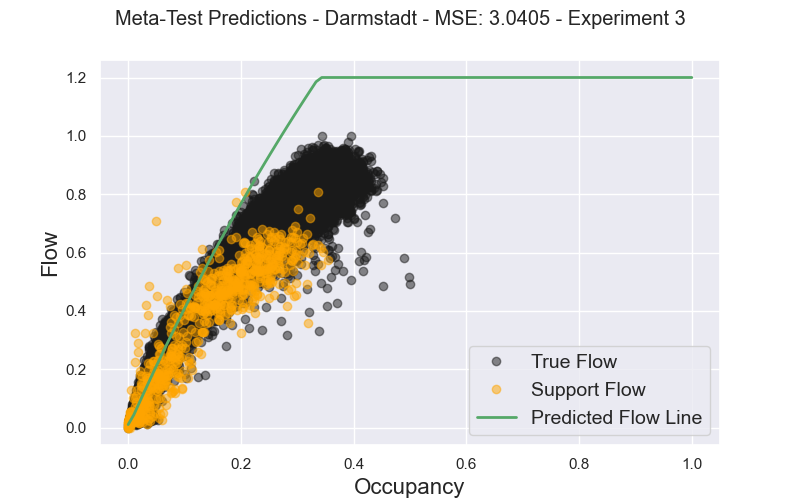 Meta-Test Predictions - Darmstadt - MSE: 3.0405 - Experiment 3
1.2
1.0
0.8
0.6
0.4
0.2
0.0
Flow
True Flow
Support Flow
Predicted Flow Line
0.0 0.2 0.4 0.6 0.8 1.0
Occupancy